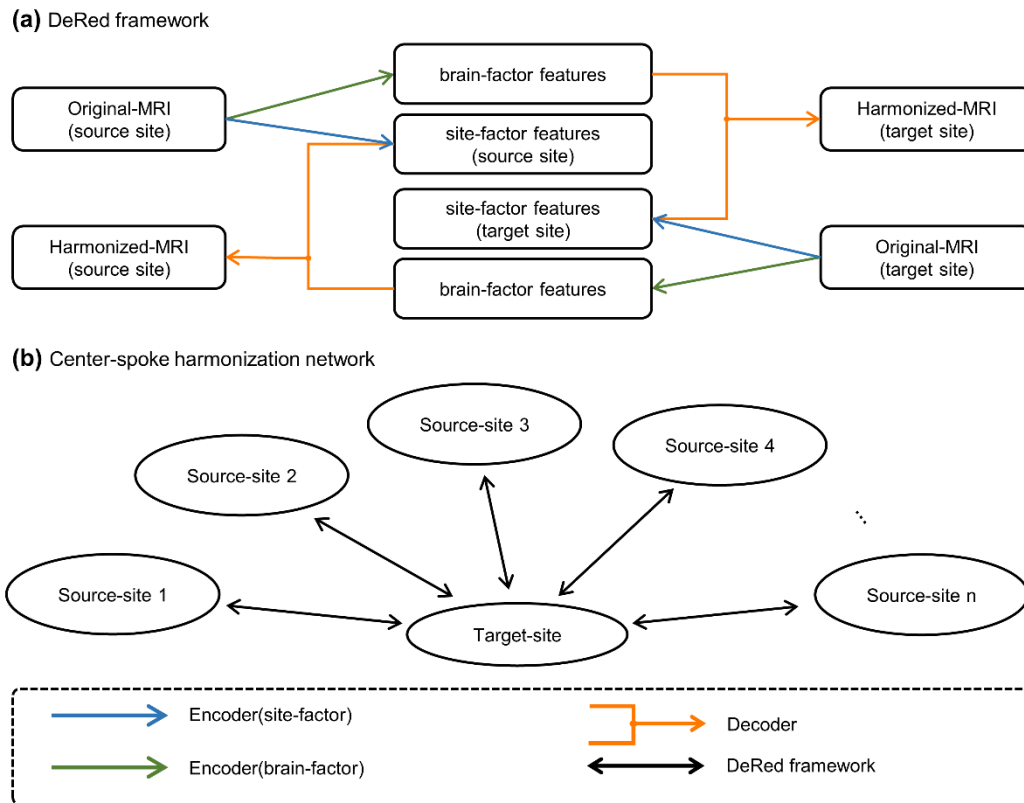 (a) DeRed framework
Original-MRI
(source site)
brain-factor features
site-factor features
(source site)
Harmonized-MRI
(target site)
Harmonized-MRI
(source site)
site-factor features
(target site)
brain-factor features
Original-MRI
(target site)
(b) Center-spoke harmonization network
Source-site 1
Source-site 2
Source-site 3
Source-site 4
...
Source-site n
Target-site
Encoder(site-factor)
Encoder(brain-factor)
Decoder
DeRed framework